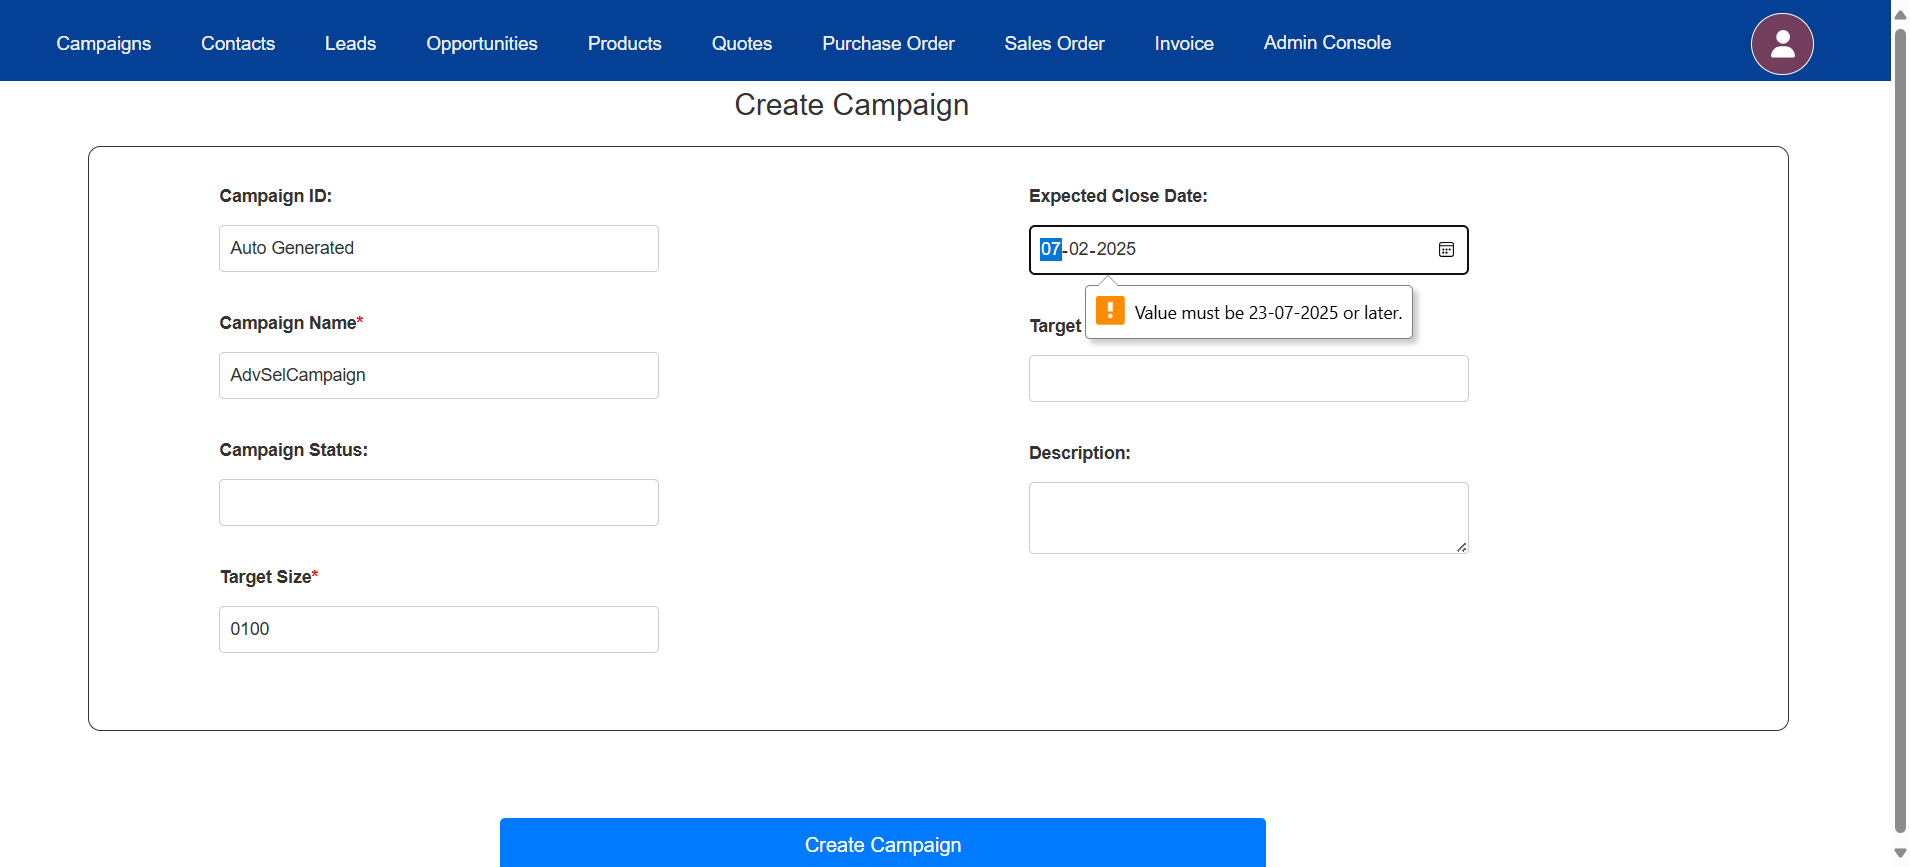 Campaigns Contacts Leads Opportunities Products Quotes Purchase Order Sales Order Invoice Admin Console
Create Campaign
Campaign ID:
Auto Generated
Campaign Name*
AdvSelCampaign
Campaign Status:
Target Size*
0100
Expected Close Date:
07-02-2025
Value must be 23-07-2025 or later.
Target
Description:
Create Campaign